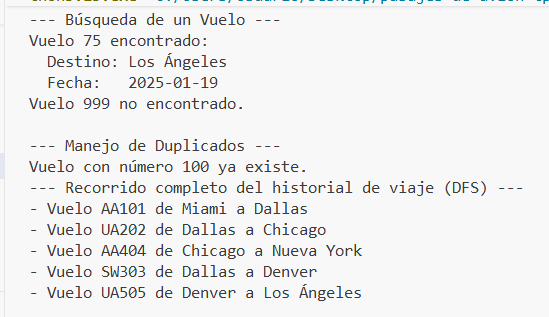 --- Búsqueda de un Vuelo ---
Vuelo 75 encontrado:
  Destino: Los Ángeles
  Fecha:   2025-01-19
Vuelo 999 no encontrado.

--- Manejo de Duplicados ---
Vuelo con número 100 ya existe.
--- Recorrido completo del historial de viaje (DFS) ---
- Vuelo AA101 de Miami a Dallas
- Vuelo UA202 de Dallas a Chicago
- Vuelo AA404 de Chicago a Nueva York
- Vuelo SW303 de Dallas a Denver
- Vuelo UA505 de Denver a Los Ángeles